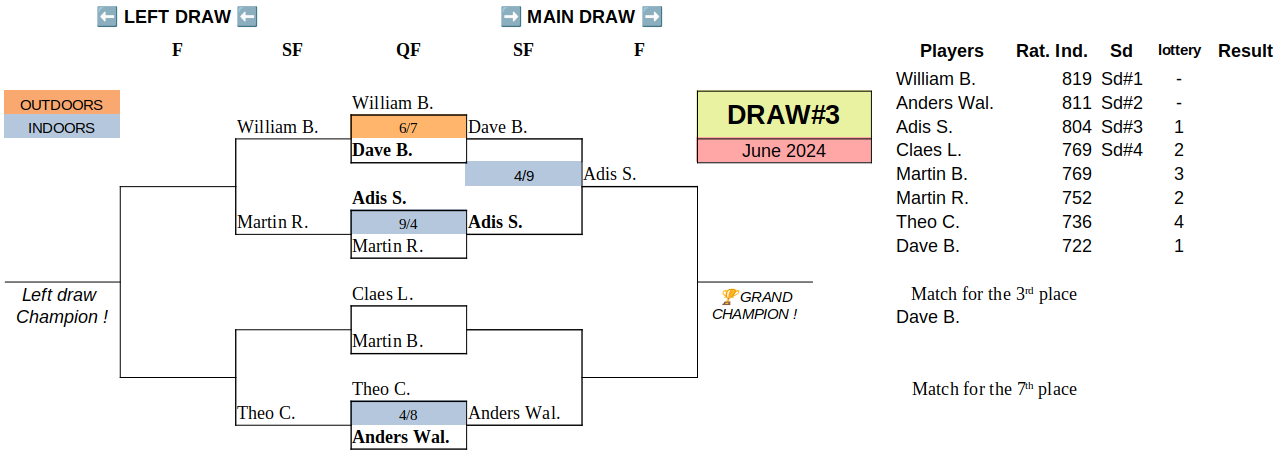 ⬅ LEFT DRAW ⬅ ➡ MAIN DRAW ➡
F SF QF SF F Players Rat. Ind. Sd lottery Result
William B. 819 Sd#1 -
OUTDOORS William B. DRAW#3 Anders Wal. 811 Sd#2 -
INDOORS William B. 6/7 Dave B. Adis S. 804 Sd#3 1
Dave B. June 2024 Claes L. 769 Sd#4 2
4/9 Adis S. Martin B. 769 3
Adis S. Martin R. 752 2
Martin R. 9/4 Adis S. Theo C. 736 4
Martin R. Dave B. 722 1
Left draw Claes L. 🏆GRAND Match for the 3rd place
Champion ! CHAMPION ! Dave B.
Martin B.
Theo C. Match for the 7th place
Theo C. 4/8 Anders Wal.
Anders Wal.